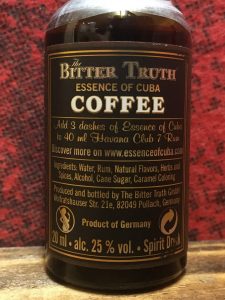 The
BITTER TRUTH
ESSENCE OF CUBA
COFFEE
Add 3 dashes of Essence of Cuba
to 40 ml Havana Club 7 Rum
Discover more on www.essenceofcuba.com
Ingredients: Water, Rum, Natural Flavors, Herbs and
Spices, Alcohol, Cane Sugar, Caramel Coloring
Produced and bottled by The Bitter Truth GmbH
Wolfratshauser Str. 21e, 82049 Pullach, Germany
Product of Germany
20 ml • alc. 25 % vol. • Spirit